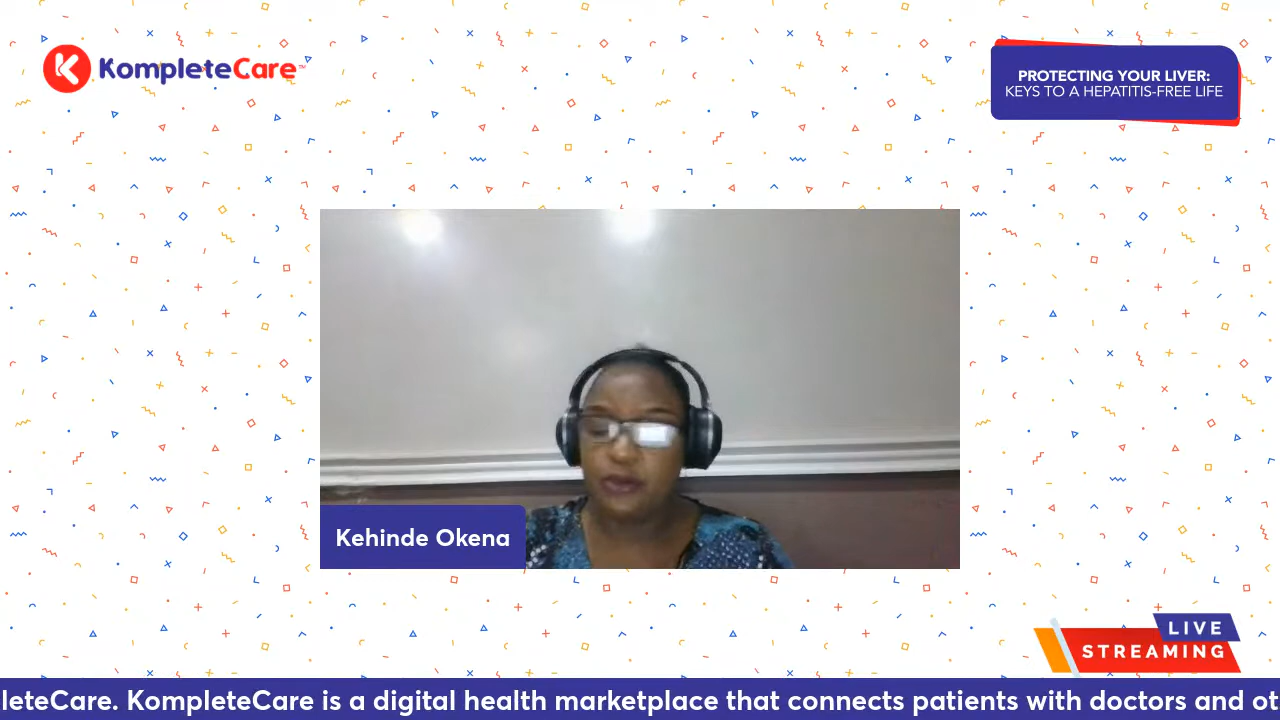 KompleteCare™
PROTECTING YOUR LIVER:
KEYS TO A HEPATITIS-FREE LIFE
Kehinde Okena
LIVE
STREAMING
leteCare. KompleteCare is a digital health marketplace that connects patients with doctors and ot